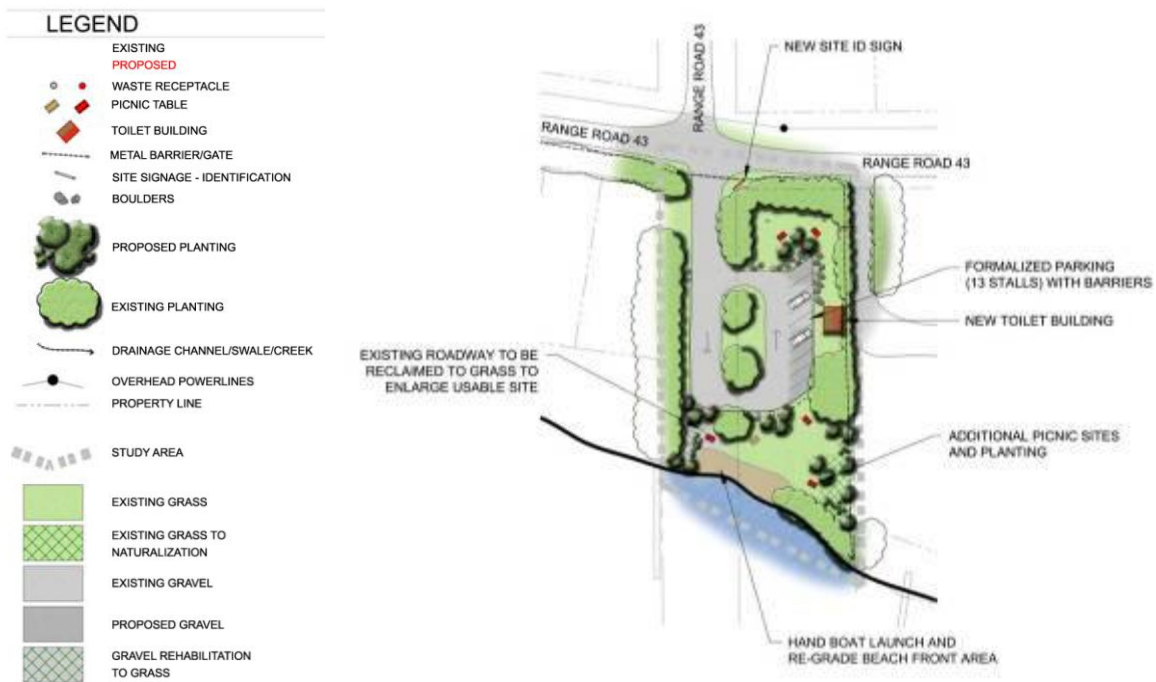 LEGEND
EXISTING
PROPOSED
WASTE RECEPTACLE
PICNIC TABLE
TOILET BUILDING
METAL BARRIER/GATE
SITE SIGNAGE - IDENTIFICATION
BOULDERS
PROPOSED PLANTING
EXISTING PLANTING
DRAINAGE CHANNEL/SWALE/CREEK
OVERHEAD POWERLINES
PROPERTY LINE
STUDY AREA
EXISTING GRASS
EXISTING GRASS TO
NATURALIZATION
EXISTING GRAVEL
PROPOSED GRAVEL
GRAVEL REHABILITATION
TO GRASS
RANGE ROAD 43
NEW SITE ID SIGN
RANGE ROAD 43
RANGE ROAD 43
FORMALIZED PARKING
(13 STALLS) WITH BARRIERS
NEW TOILET BUILDING
EXISTING ROADWAY TO BE
RECLAIMED TO GRASS TO
ENLARGE USABLE SITE
ADDITIONAL PICNIC SITES
AND PLANTING
HAND BOAT LAUNCH AND
RE-GRADE BEACH FRONT AREA